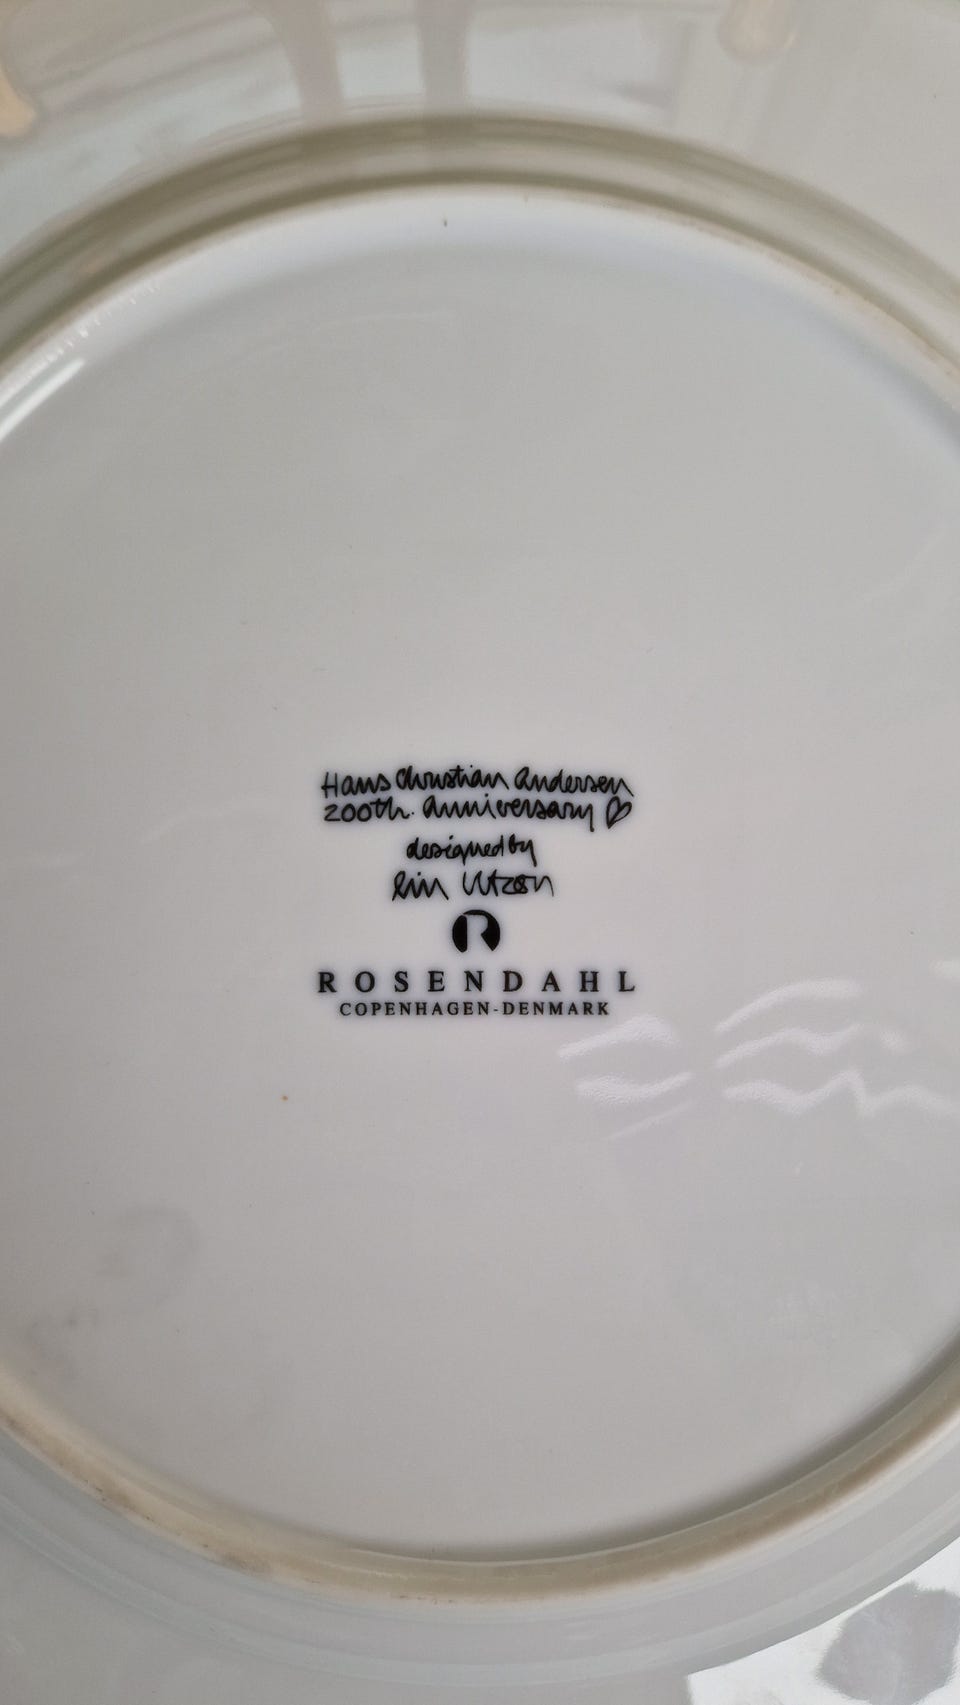 Hans Christian Andersen
200th. Anniversary
designed by
Lin Utzon
R
ROSENDAHL
COPENHAGEN-DENMARK